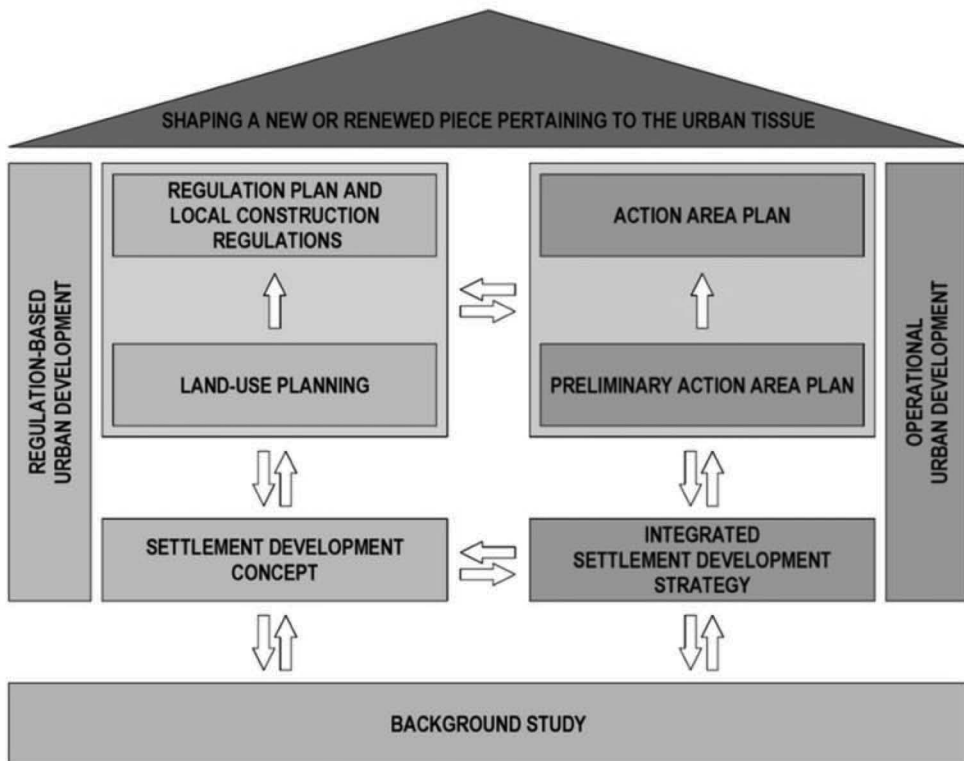 SHAPING A NEW OR RENEWED PIECE PERTAINING TO THE URBAN TISSUE
REGULATION-BASED
URBAN DEVELOPMENT
REGULATION PLAN AND
LOCAL CONSTRUCTION
REGULATIONS
LAND-USE PLANNING
ACTION AREA PLAN
PRELIMINARY ACTION AREA PLAN
OPERATIONAL
URBAN DEVELOPMENT
SETTLEMENT DEVELOPMENT
CONCEPT
INTEGRATED
SETTLEMENT DEVELOPMENT
STRATEGY
BACKGROUND STUDY